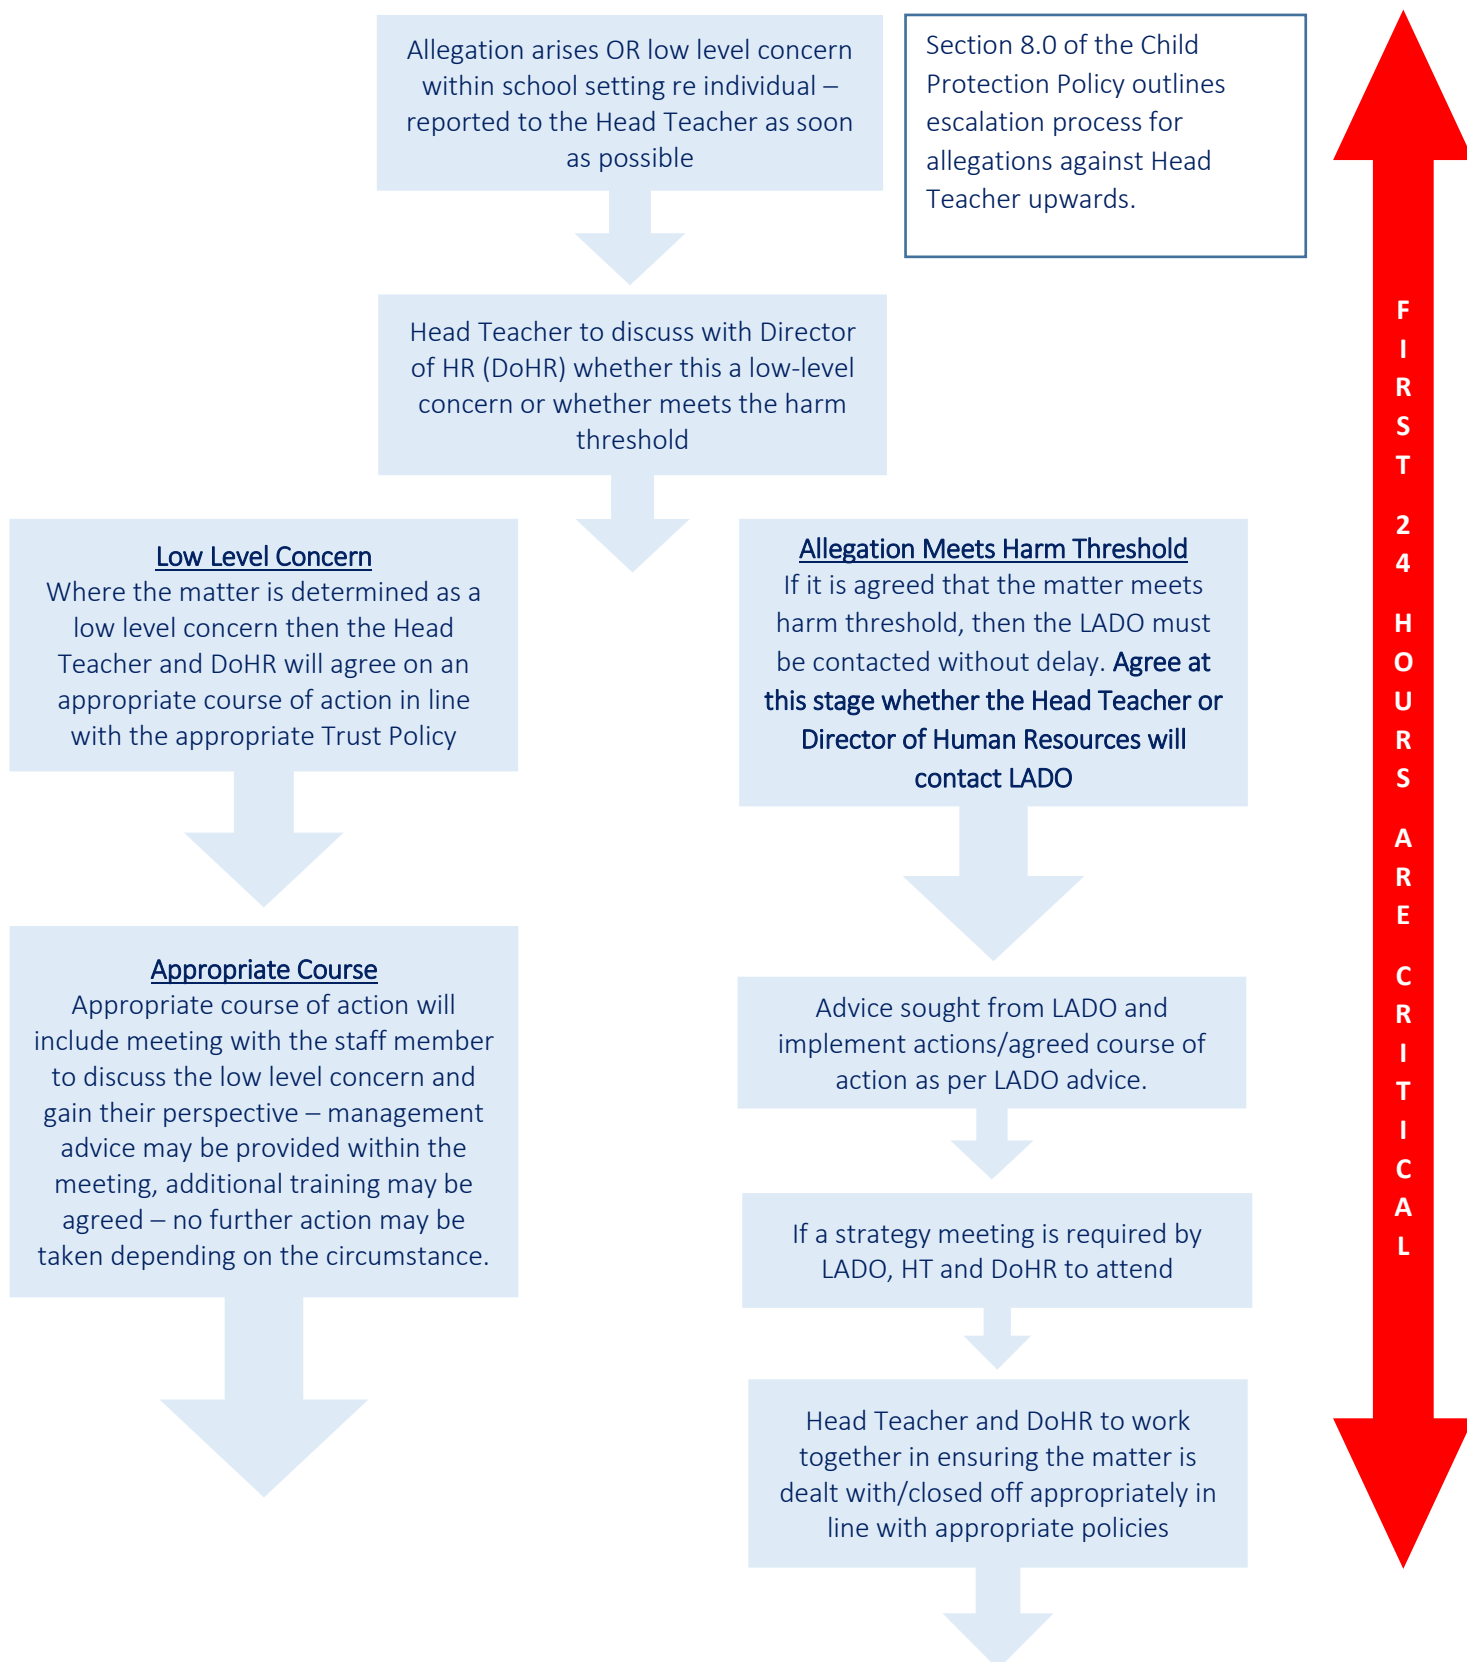 Allegation arises OR low level concern
within school setting re individual –
reported to the Head Teacher as soon
as possible
Section 8.0 of the Child
Protection Policy outlines
escalation process for
allegations against Head
Teacher upwards.
Head Teacher to discuss with Director
of HR (DoHR) whether this a low-level
concern or whether meets the harm
threshold
Low Level Concern
Where the matter is determined as a
low level concern then the Head
Teacher and DoHR will agree on an
appropriate course of action in line
with the appropriate Trust Policy
Allegation Meets Harm Threshold
If it is agreed that the matter meets
harm threshold, then the LADO must
be contacted without delay. Agree at
this stage whether the Head Teacher or
Director of Human Resources will
contact LADO
Appropriate Course
Appropriate course of action will
include meeting with the staff member
to discuss the low level concern and
gain their perspective – management
advice may be provided within the
meeting, additional training may be
agreed – no further action may be
taken depending on the circumstance.
Advice sought from LADO and
implement actions/agreed course of
action as per LADO advice.
If a strategy meeting is required by
LADO, HT and DoHR to attend
Head Teacher and DoHR to work
together in ensuring the matter is
dealt with/closed off appropriately in
line with appropriate policies
FIRST 24 HOURS ARE CRITICAL